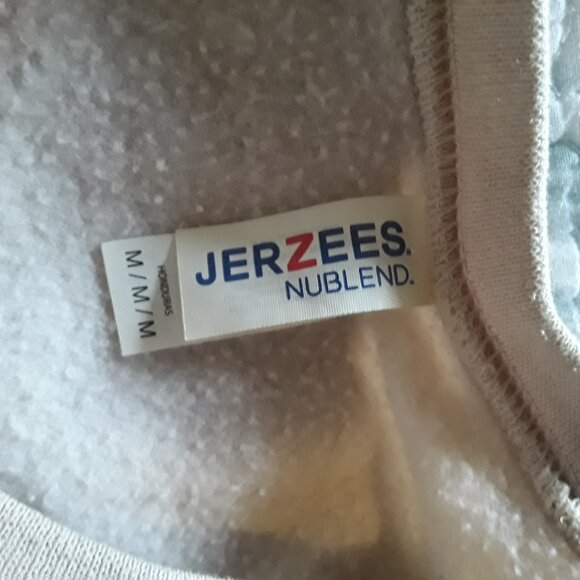 JERZEES.
NUBLEND.
HONDURAS
M / M / M